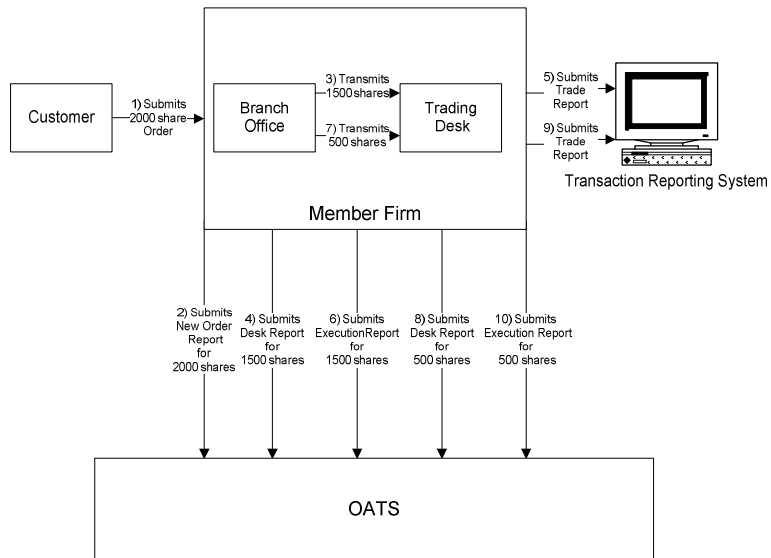 Customer
1) Submits
2000 share
Order
Branch
Office
3) Transmits
1500 shares
7) Transmits
500 shares
Trading
Desk
5) Submits
Trade
Report
9) Submits
Trade
Report
Transaction Reporting System
Member Firm
2) Submits
New Order
Report
for
2000 shares
4) Submits
Desk Report
for
1500 shares
6) Submits
ExecutionReport
for
1500 shares
8) Submits
Desk Report
for
500 shares
10) Submits
Execution Report
for
500 shares
OATS